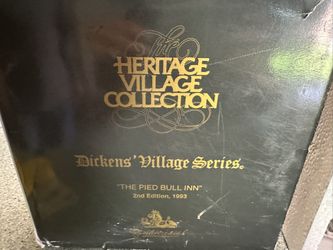 the
HERITAGE
VILLAGE
COLLECTION
Dickens' Village Series®
"THE PIED BULL INN"
2nd Edition, 1993